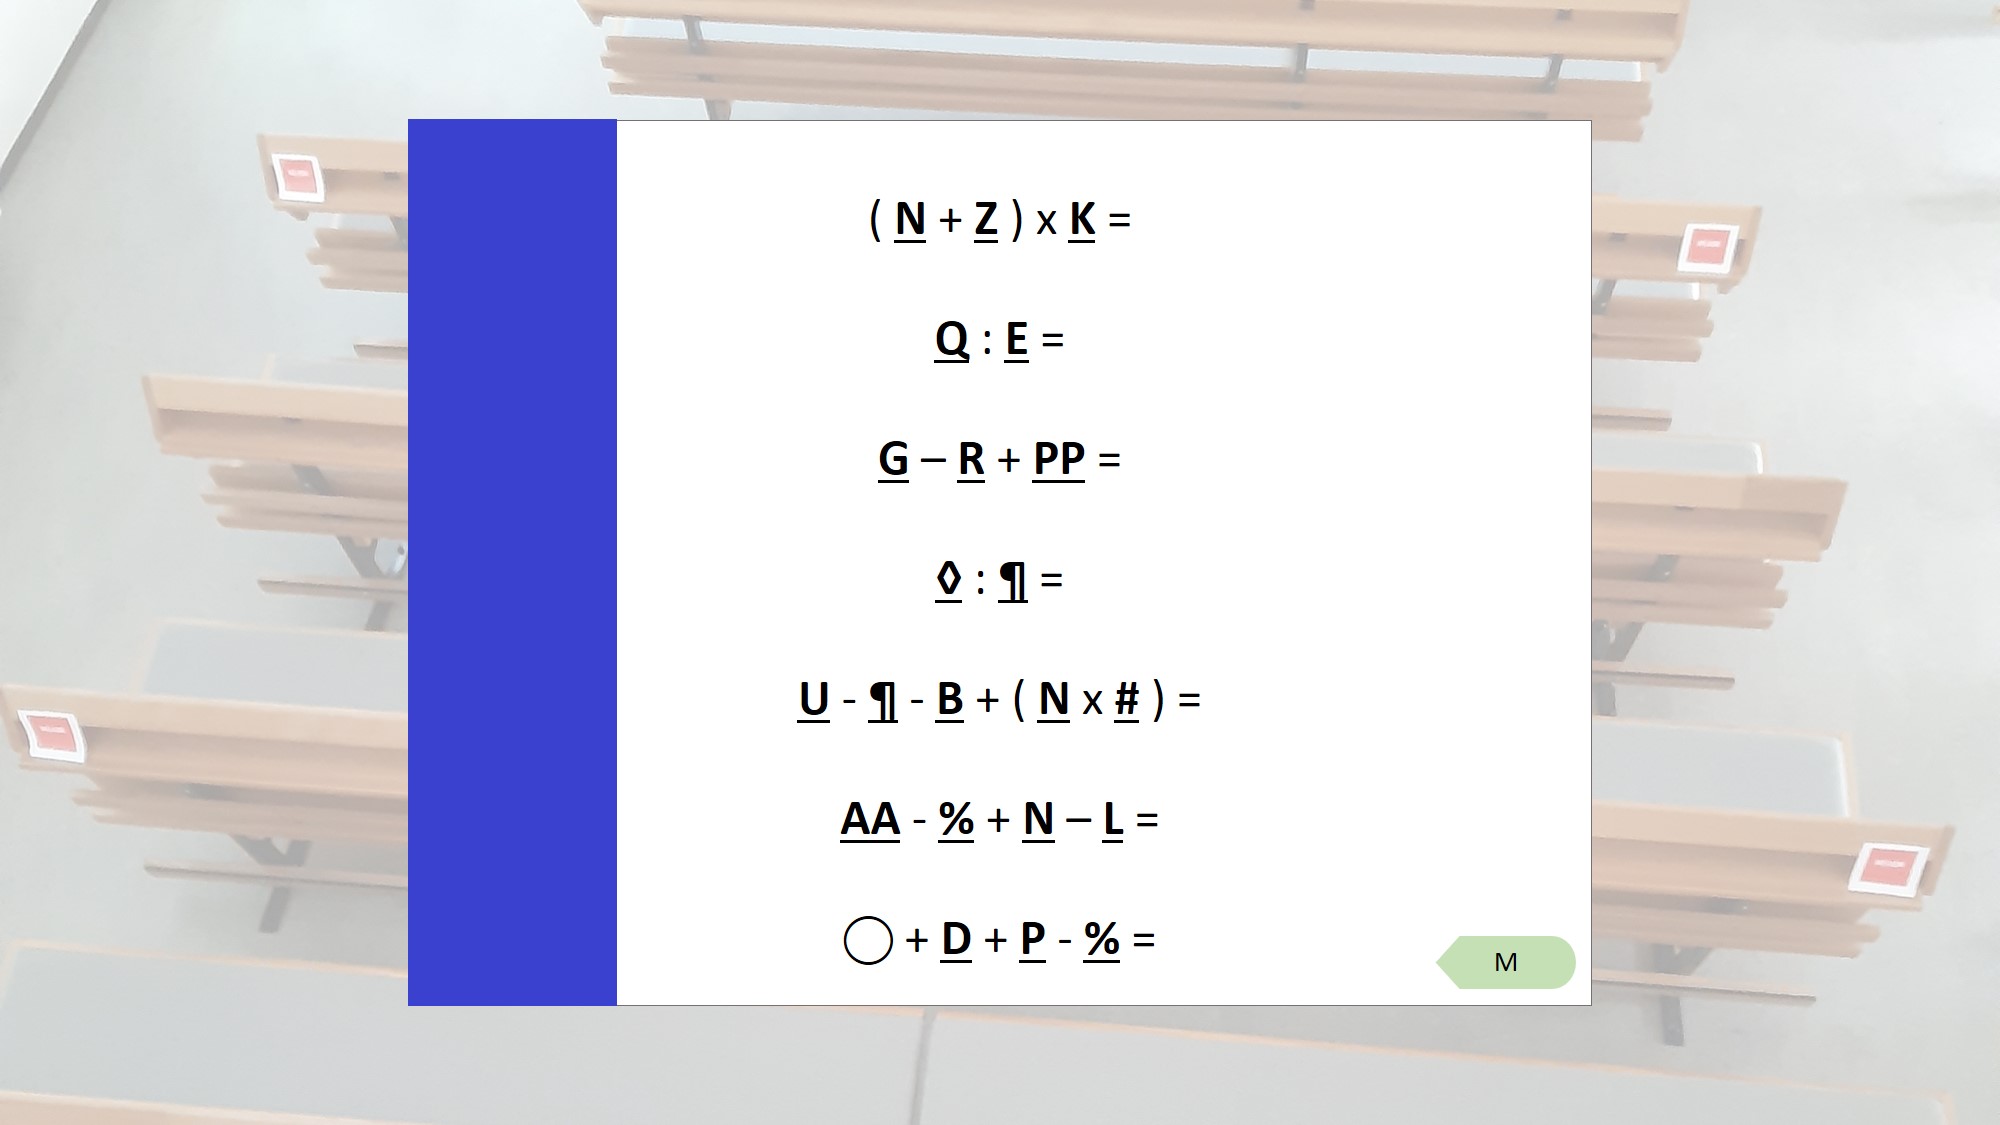 ( N + Z ) x K =
Q : E =
G – R + PP =
◊ : ¶ =
U - ¶ - B + ( N x # ) =
AA - % + N – L =
◯ + D + P - % =
M